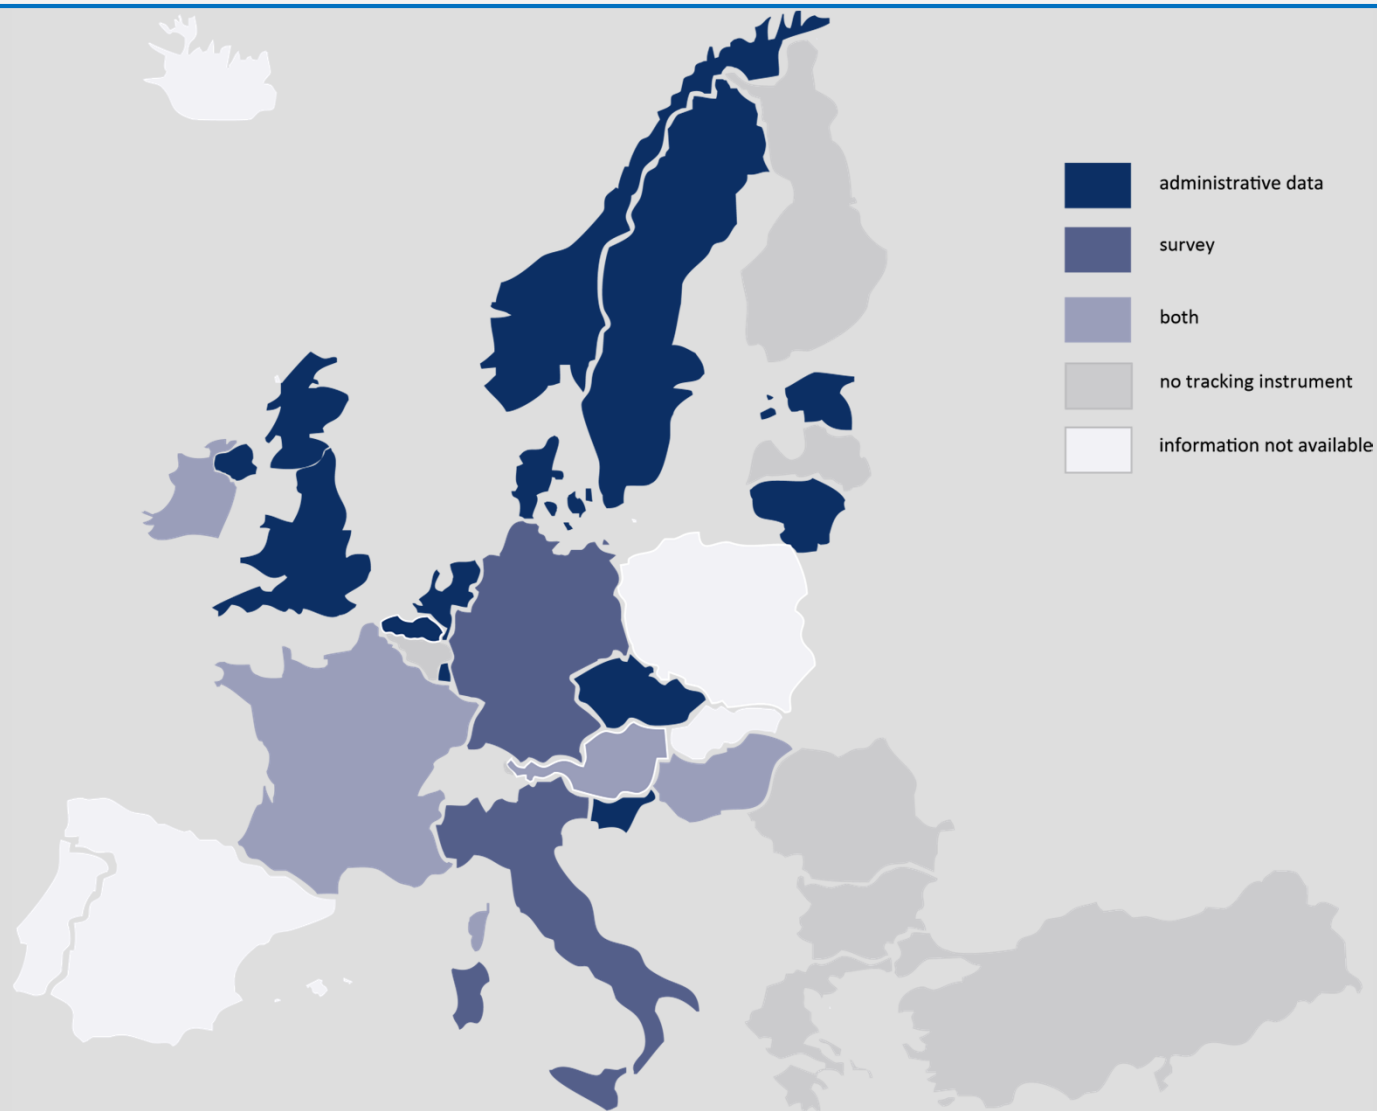 administrative data
survey
both
no tracking instrument
information not available